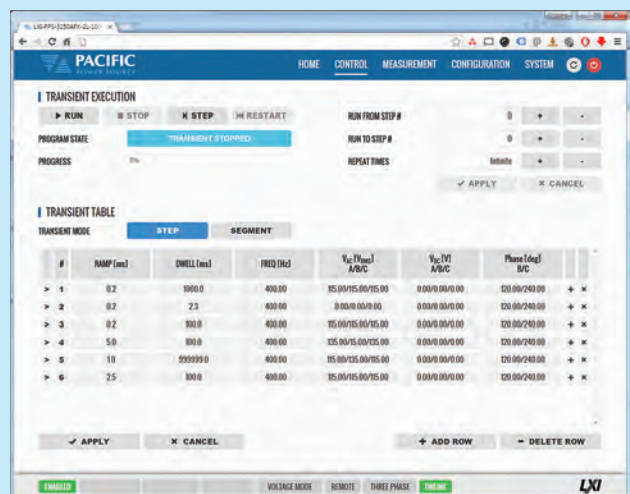 PACIFIC
POWER SOURCE
HOME CONTROL MEASUREMENT CONFIGURATION SYSTEM
TRANSIENT EXECUTION
RUN STOP STEP RESTART
RUN FROM STEP # 0 + -
PROGRAM STATE TRANSIENT STOPPED
RUN TO STEP # 0 + -
PROGRESS 0%
REPEAT TIMES Infinite + -
APPLY CANCEL
TRANSIENT TABLE
TRANSIENT MODE STEP SEGMENT
# RAMP [ms] DWELL [ms] FREQ [Hz] VAC [VRMS] A/B/C VDC [V] A/B/C Phase [deg] B/C
> 1 0.2 1000.0 400.00 115.00/115.00/115.00 0.00/0.00/0.00 120.00/240.00 + ×
> 2 0.2 2.3 400.00 0.00/0.00/0.00 0.00/0.00/0.00 120.00/240.00 + ×
> 3 0.2 100.0 400.00 115.00/115.00/115.00 0.00/0.00/0.00 120.00/240.00 + ×
> 4 5.0 100.0 400.00 135.00/115.00/135.00 0.00/0.00/0.00 120.00/240.00 + ×
> 5 1.0 999999.0 400.00 115.00/135.00/115.00 0.00/0.00/0.00 120.00/240.00 + ×
> 6 2.5 100.0 400.00 115.00/115.00/115.00 0.00/0.00/0.00 120.00/240.00 + ×
APPLY CANCEL + ADD ROW - DELETE ROW
ENABLED VOLTAGE MODE REMOTE THREE PHASE ONLINE LXI